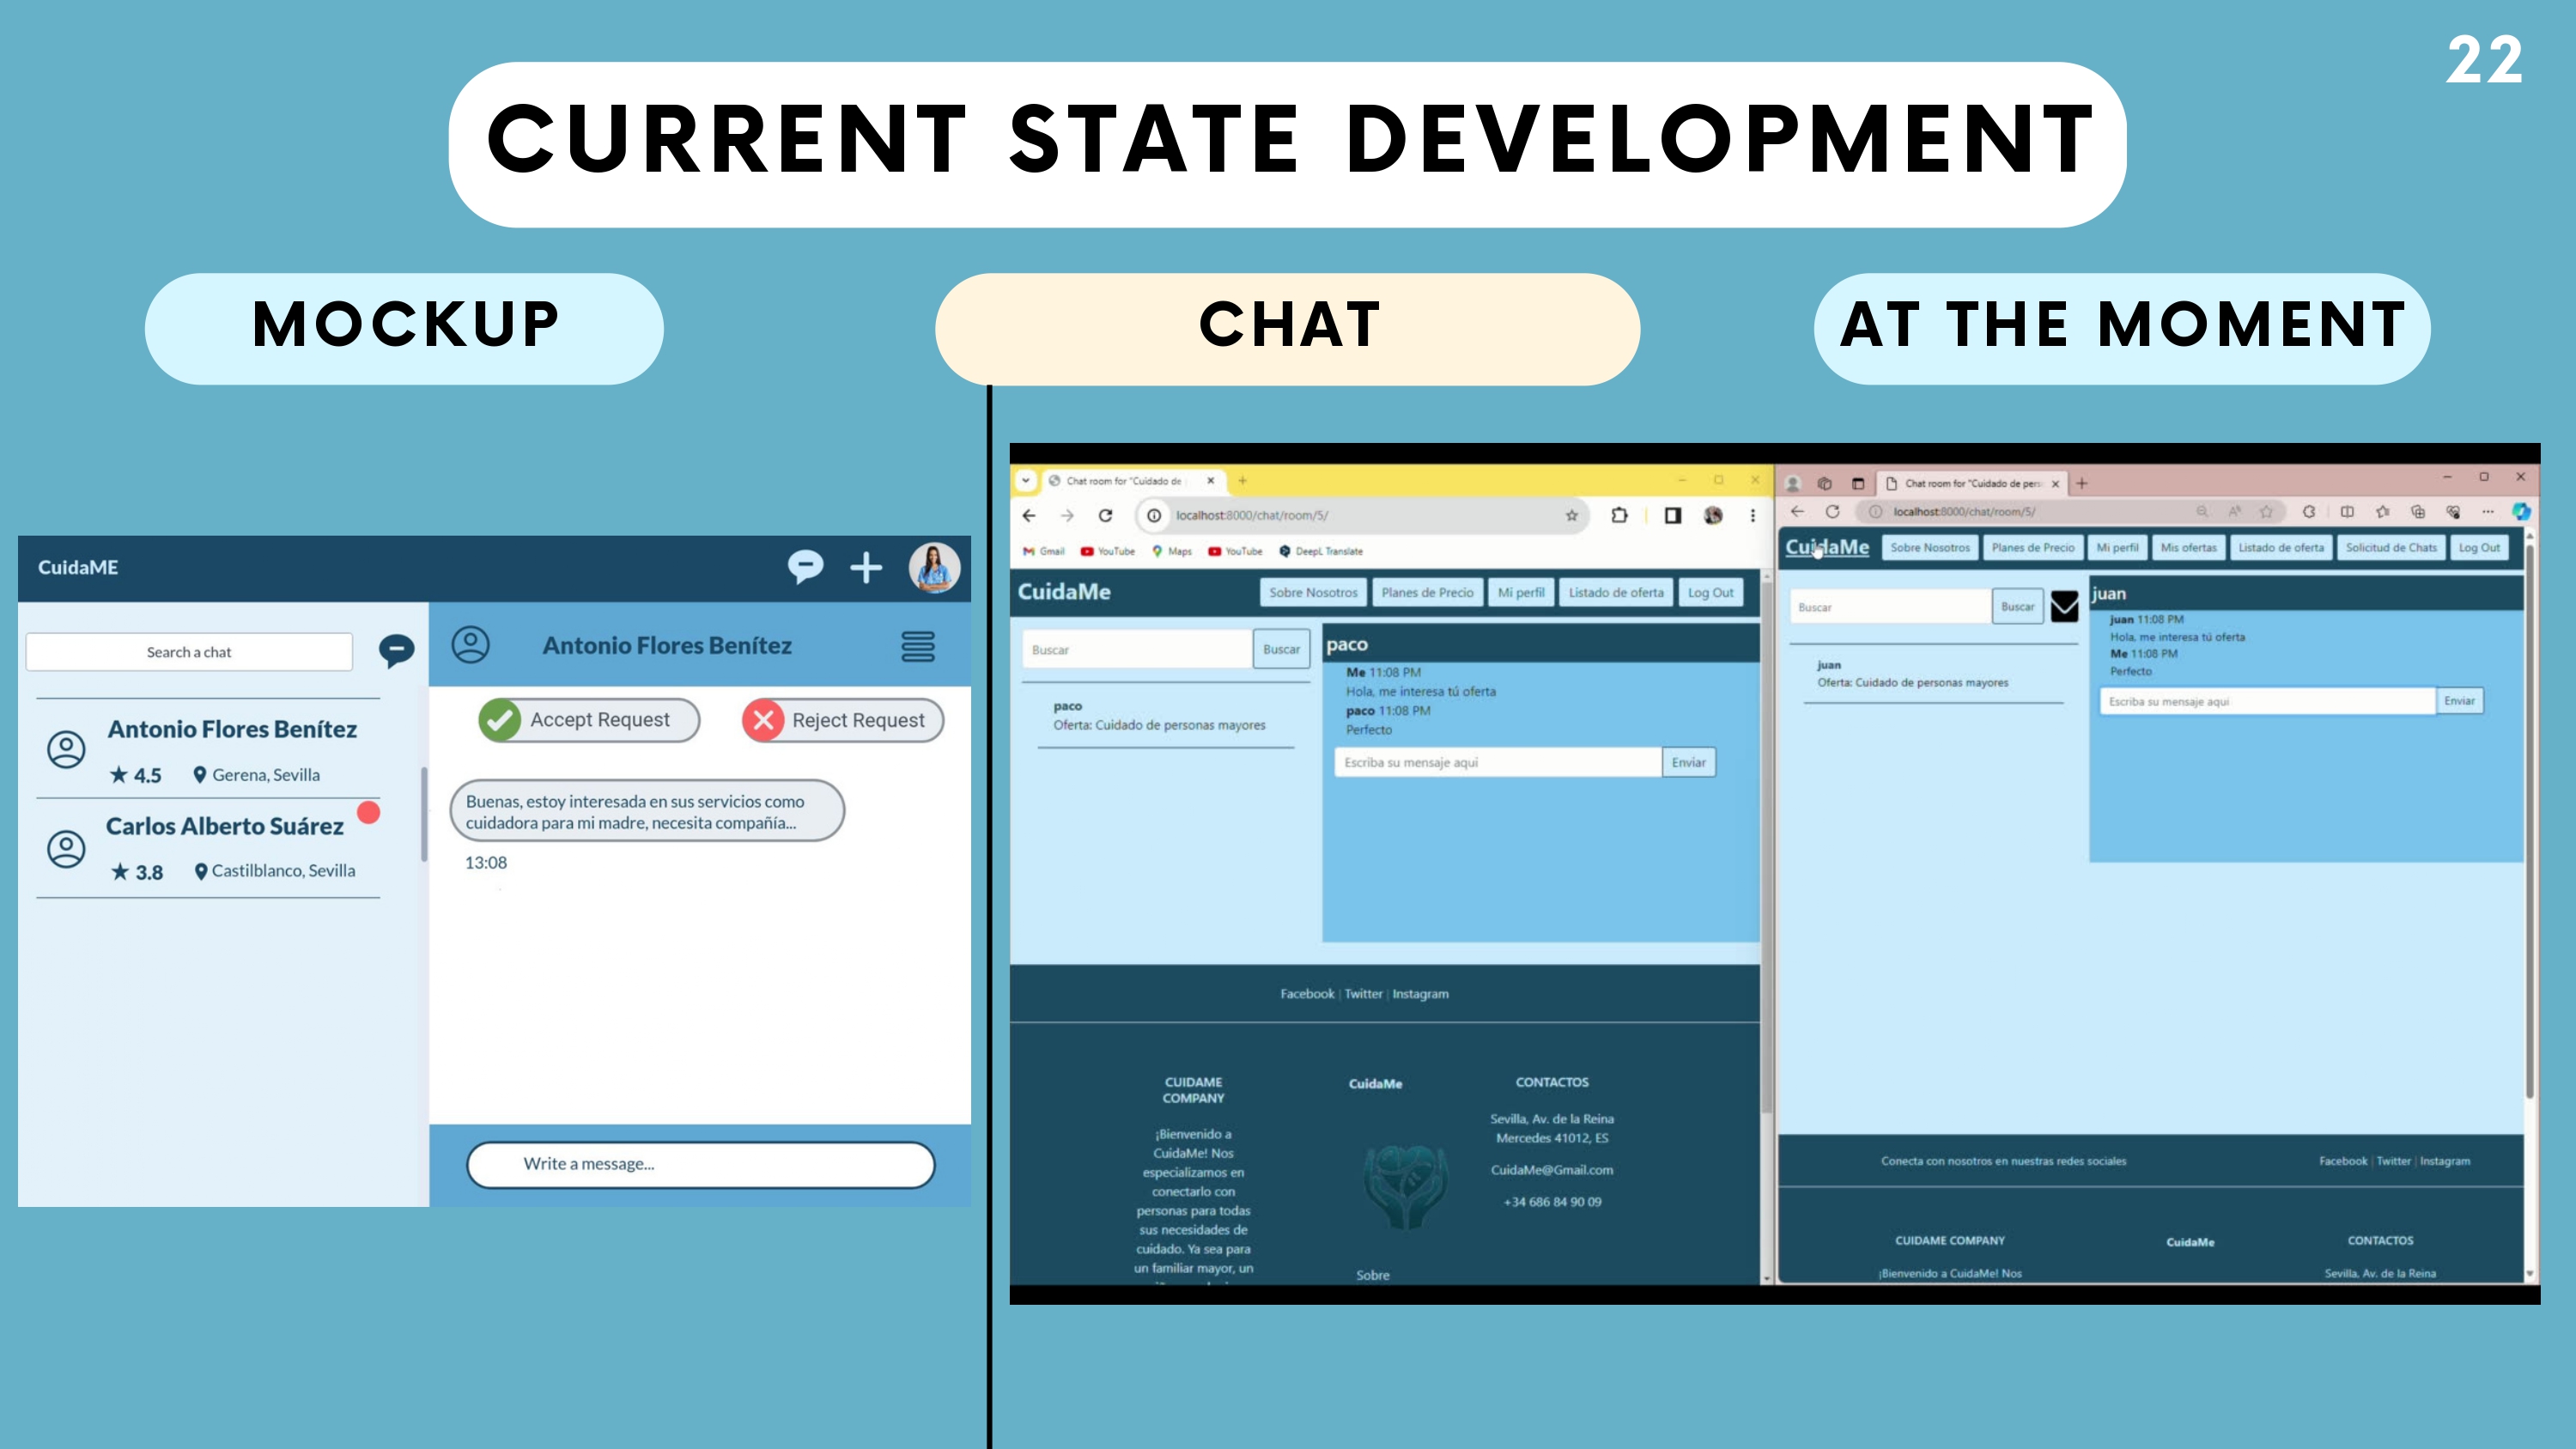 22
CURRENT STATE DEVELOPMENT
MOCKUP
CHAT
AT THE MOMENT
CuidaME
Search a chat
Antonio Flores Benítez
4.5 Gerena, Sevilla
Carlos Alberto Suárez
3.8 Castilblanco, Sevilla
Antonio Flores Benítez
Accept Request Reject Request
Buenas, estoy interesada en sus servicios como
cuidadora para mi madre, necesita compañía...
13:08
Write a message...
Chat room for "Cuidado de
localhost:8000/chat/room/5/
Gmail YouTube Maps YouTube DeepL Translate
CuidaMe Sobre Nosotros Planes de Precio Mi perfil Listado de oferta Log Out
Buscar Buscar
paco
Oferta: Cuidado de personas mayores
paco
Me 11:08 PM
Hola, me interesa tú oferta
paco 11:08 PM
Perfecto
Escriba su mensaje aqui Enviar
Facebook | Twitter | Instagram
CUIDAME
COMPANY
¡Bienvenido a
CuidaMe! Nos
especializamos en
conectarlo con
personas para todas
sus necesidades de
cuidado. Ya sea para
un familiar mayor, un
CuidaMe
Sobre
CONTACTOS
Sevilla, Av. de la Reina
Mercedes 41012, ES
CuidaMe@Gmail.com
+34 686 84 90 09
Chat room for "Cuidado de pers
localhost:8000/chat/room/5/
CuidaMe Sobre Nosotros Planes de Precio Mi perfil Mis ofertas Listado de oferta Solicitud de Chats Log Out
Buscar Buscar
juan
Oferta: Cuidado de personas mayores
juan
juan 11:08 PM
Hola, me interesa tú oferta
Me 11:08 PM
Perfecto
Escriba su mensaje aqui Enviar
Conecta con nosotros en nuestras redes sociales Facebook | Twitter | Instagram
CUIDAME COMPANY
¡Bienvenido a CuidaMe! Nos
CuidaMe
CONTACTOS
Sevilla, Av. de la Reina